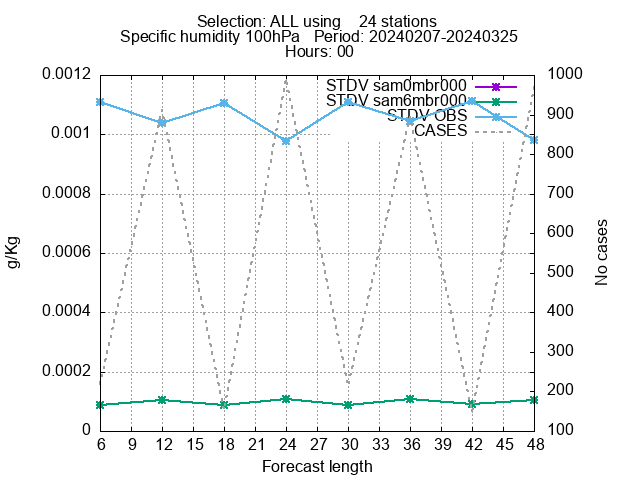 Selection: ALL using    24 stations
Specific humidity 100hPa   Period: 20240207-20240325
Hours: 00
STDV sam0mbr000
STDV sam6mbr000
STDV OBS
CASES
g/Kg
0.0012
0.001
0.0008
0.0006
0.0004
0.0002
0
No cases
1000
900
800
700
600
500
400
300
200
100
6 9 12 15 18 21 24 27 30 33 36 39 42 45 48
Forecast length